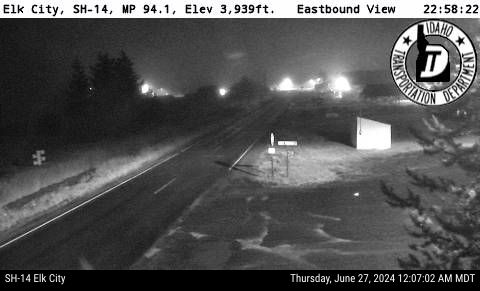 Elk City, SH-14, MP 94.1, Elev 3,939ft. Eastbound View 22:58:22
IDAHO
TRANSPORTATION DEPARTMENT
SH-14 Elk City Thursday, June 27, 2024 12:07:02 AM MDT